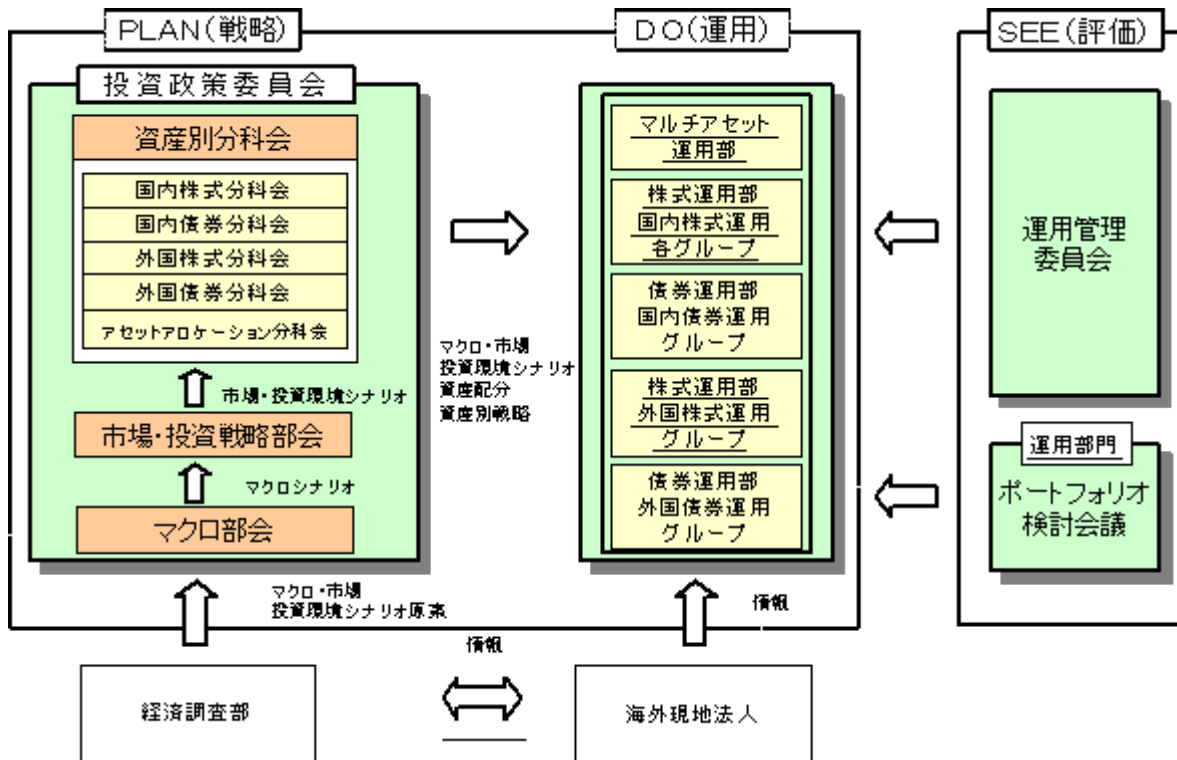 PLAN(戦略)
DO(運用)
SEE(評価)
投資政策委員会
資産別分科会
国内株式分科会
国内債券分科会
外国株式分科会
外国債券分科会
アセットアロケーション分科会
市場・投資環境シナリオ
市場・投資戦略部会
マクロシナリオ
マクロ部会
マクロ・市場
投資環境シナリオ
資産配分
資産別戦略
マルチアセット
運用部
株式運用部
国内株式運用
各グループ
債券運用部
国内債券運用
グループ
株式運用部
外国株式運用
グループ
債券運用部
外国債券運用
グループ
運用管理
委員会
運用部門
ポートフォリオ
検討会議
マクロ・市場
投資環境シナリオ原案
情報
情報
経済調査部
海外現地法人